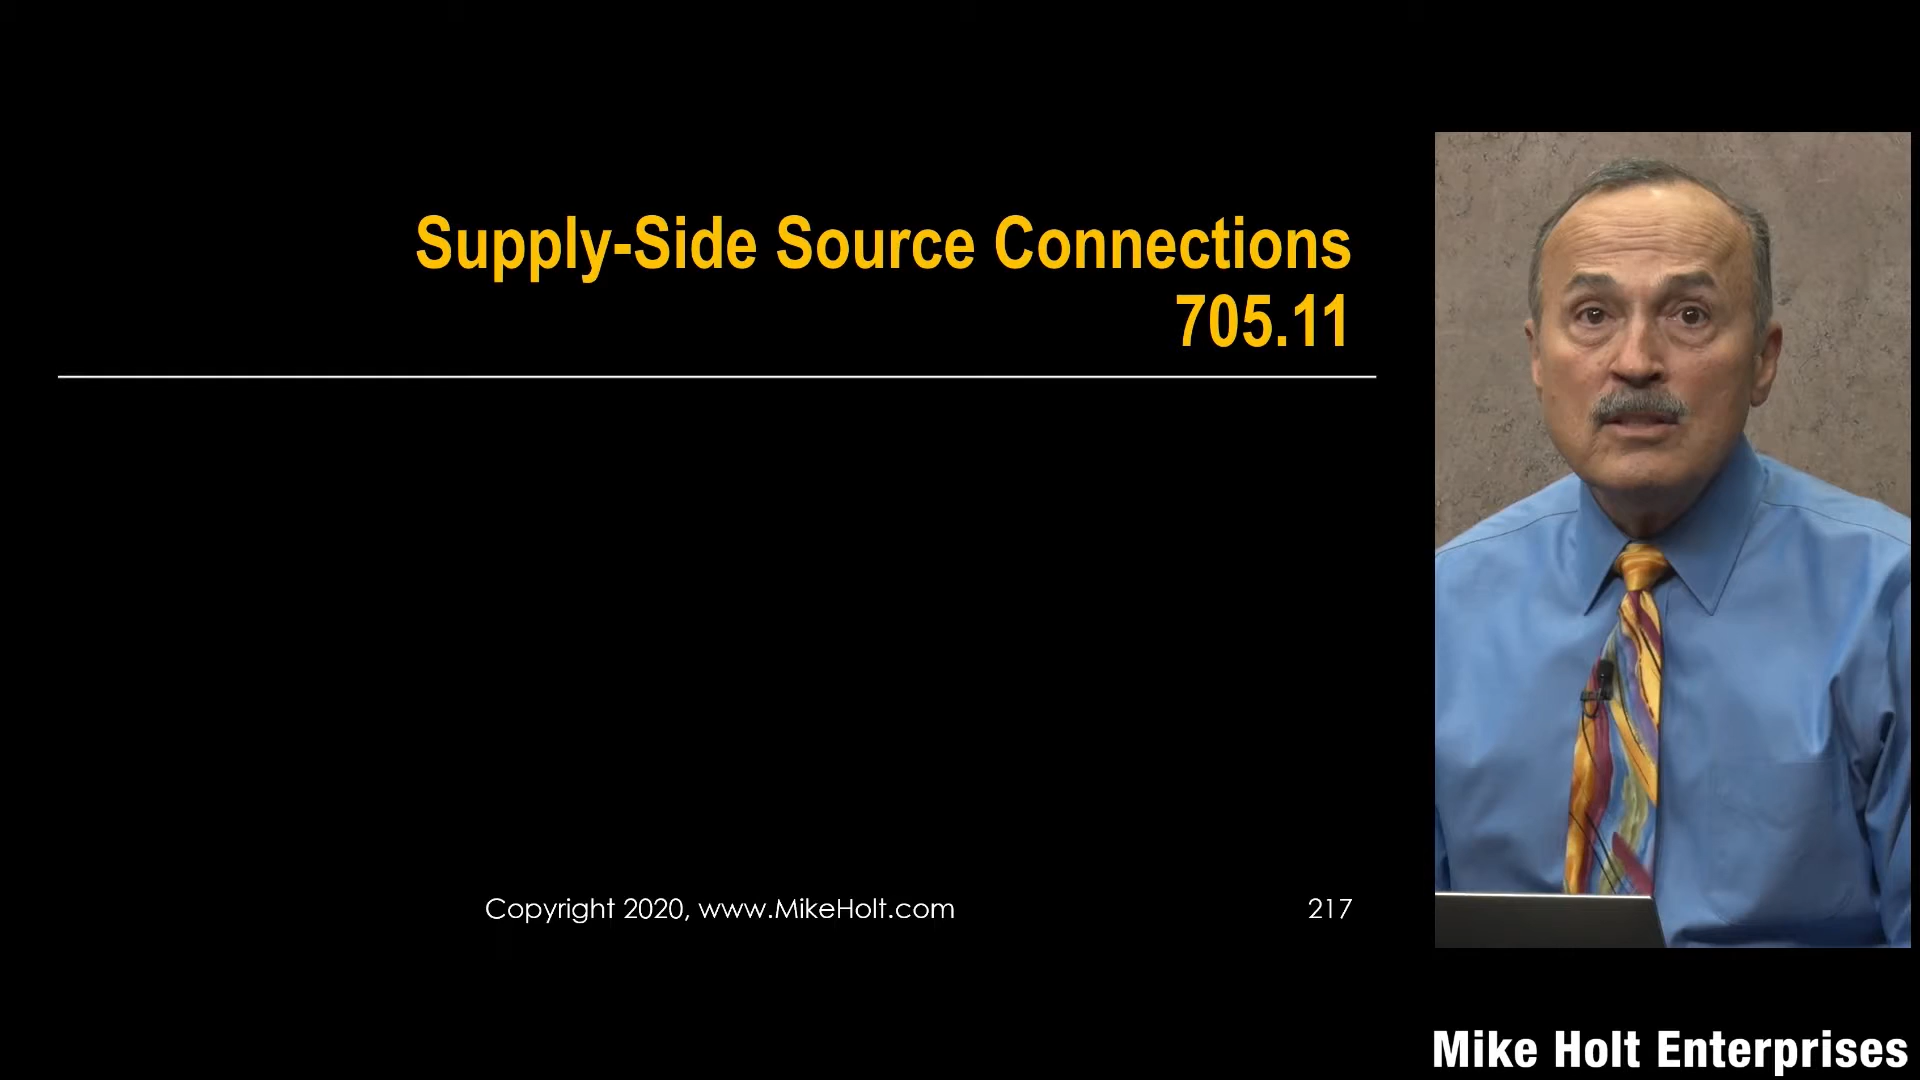 Supply-Side Source Connections
705.11
Copyright 2020, www.MikeHolt.com
217
Mike Holt Enterprises